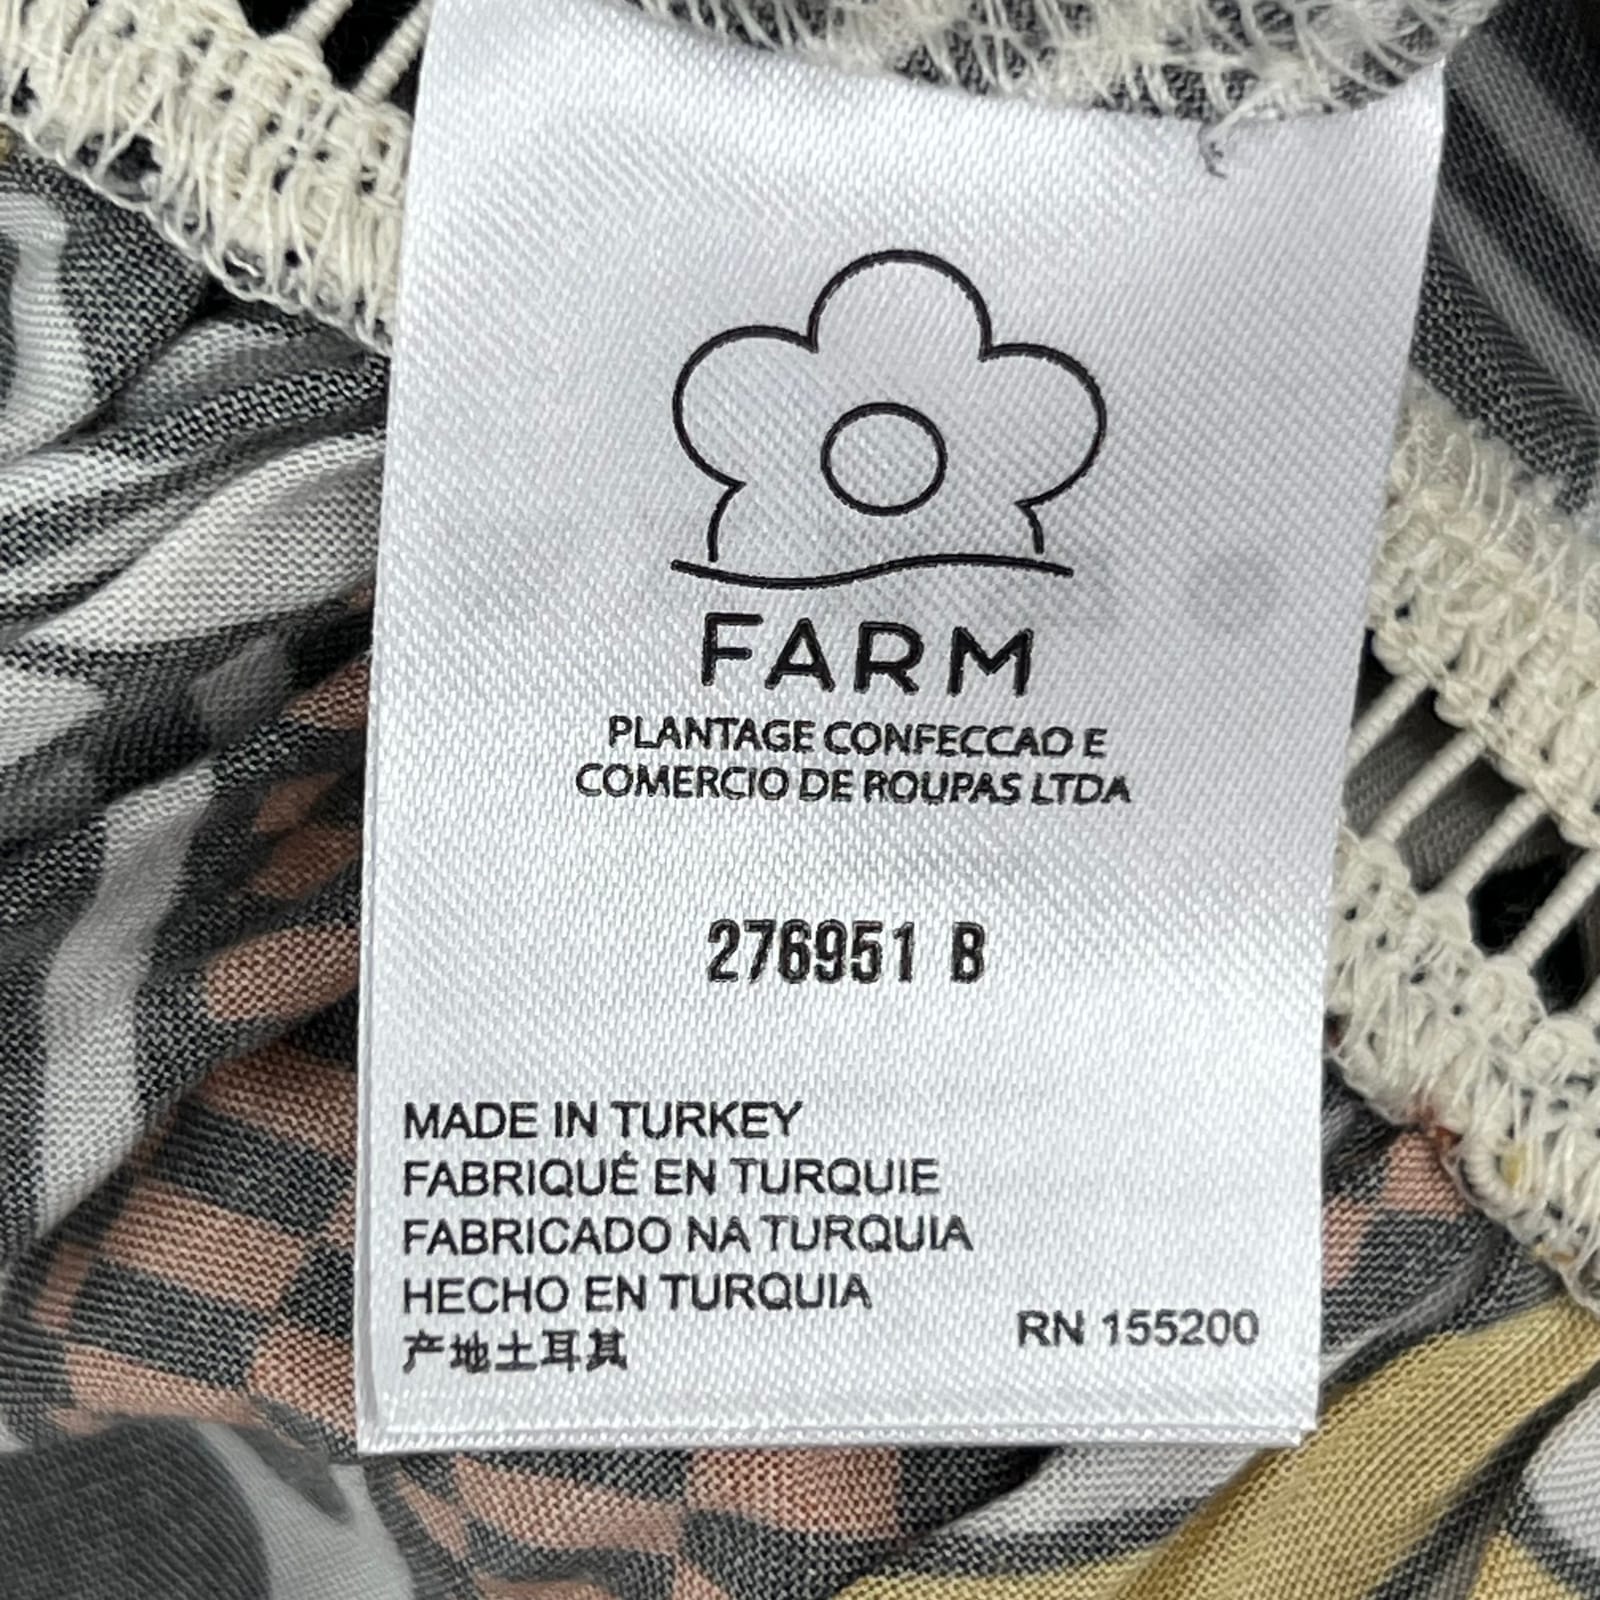 FARM
PLANTAGE CONFECCAO E
COMERCIO DE ROUPAS LTDA
276951 B
MADE IN TURKEY
FABRIQUÉ EN TURQUIE
FABRICADO NA TURQUIA
HECHO EN TURQUIA
产地土耳其
RN 155200